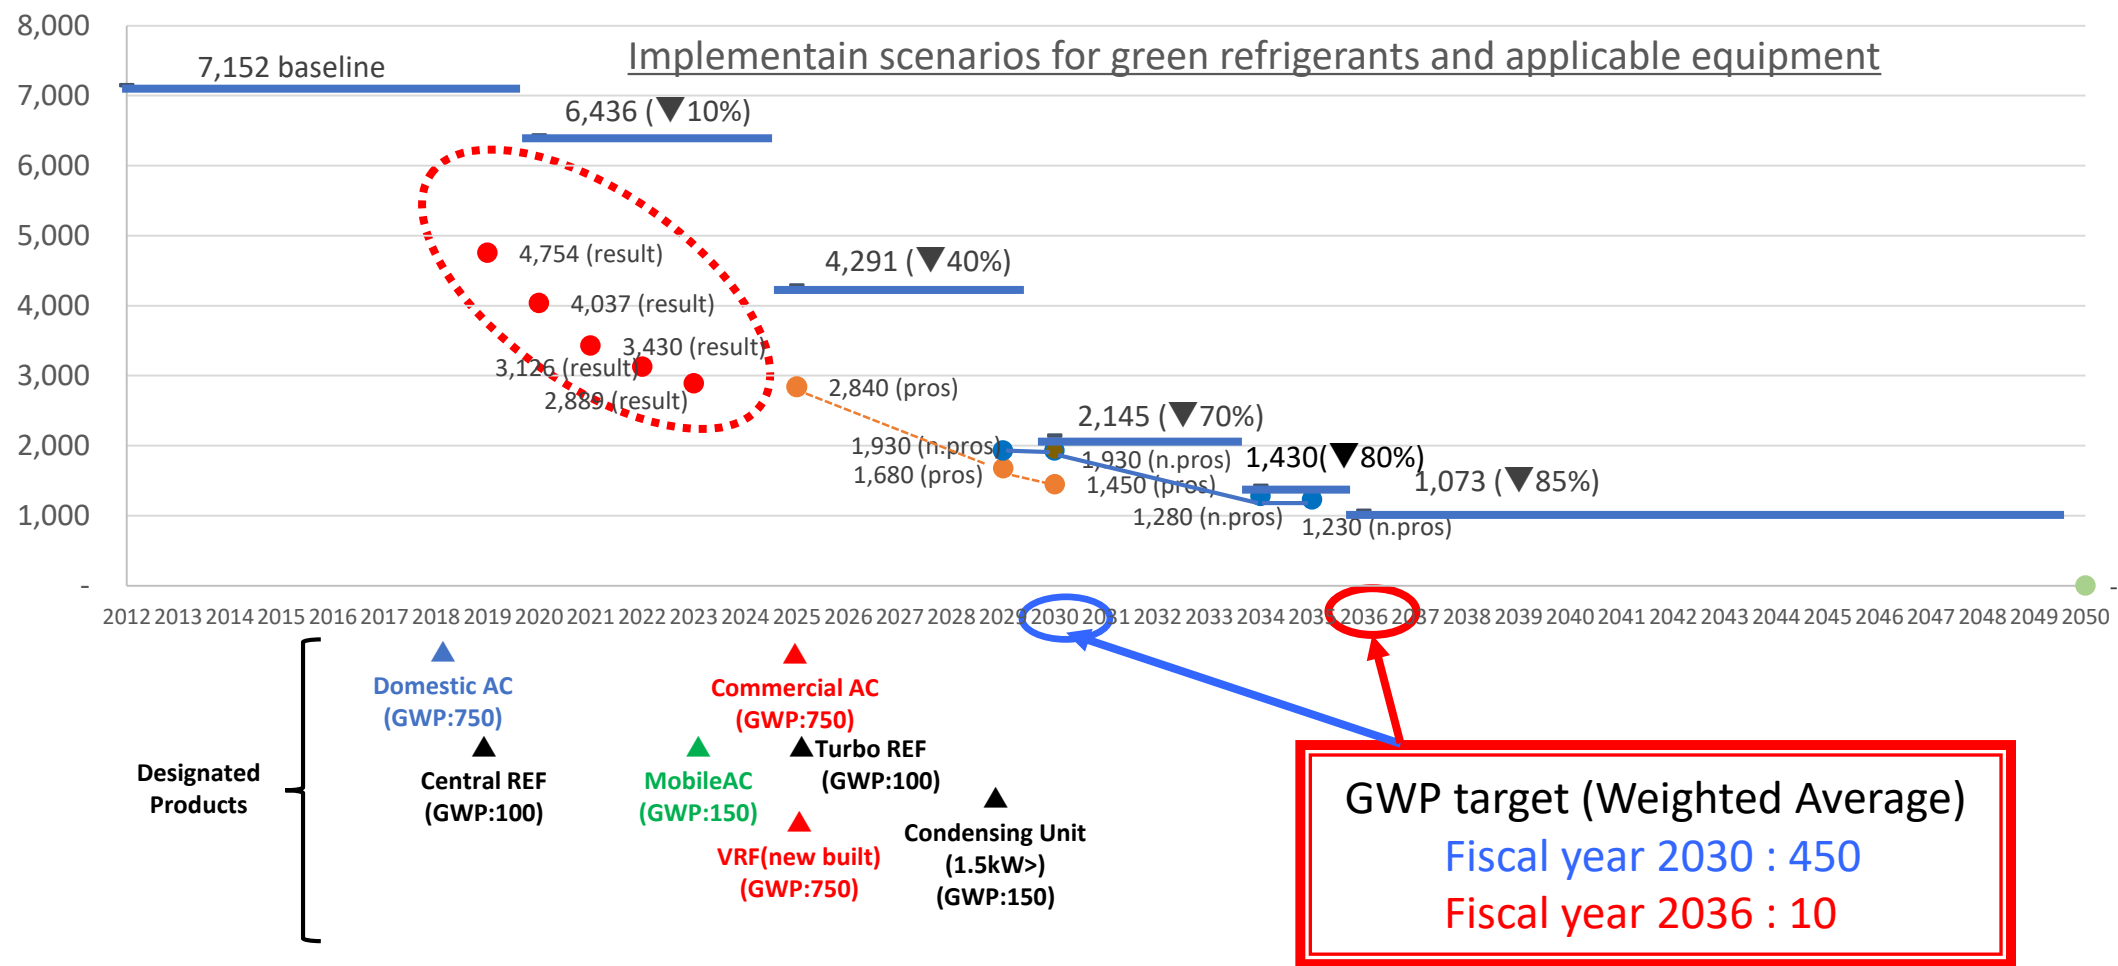 Implementain scenarios for green refrigerants and applicable equipment
8,000
7,000
6,000
5,000
4,000
3,000
2,000
1,000
-
-
7,152 baseline
6,436 (▼10%)
4,291 (▼40%)
2,145 (▼70%)
1,430(▼80%)
1,073 (▼85%)
4,754 (result)
4,037 (result)
3,430 (result)
3,126 (result)
2,889 (result)
2,840 (pros)
1,930 (n.pros)
1,680 (pros)
1,930 (n.pros)
1,450 (pros)
1,280 (n.pros)
1,230 (n.pros)
2012 2013 2014 2015 2016 2017 2018 2019 2020 2021 2022 2023 2024 2025 2026 2027 2028 2029 2030 2031 2032 2033 2034 2035 2036 2037 2038 2039 2040 2041 2042 2043 2044 2045 2046 2047 2048 2049 2050
Designated
Products
Domestic AC
(GWP:750)
Central REF
(GWP:100)
MobileAC
(GWP:150)
Commercial AC
(GWP:750)
Turbo REF
(GWP:100)
VRF(new built)
(GWP:750)
Condensing Unit
(1.5kW>)
(GWP:150)
GWP target (Weighted Average)
Fiscal year 2030 : 450
Fiscal year 2036 : 10